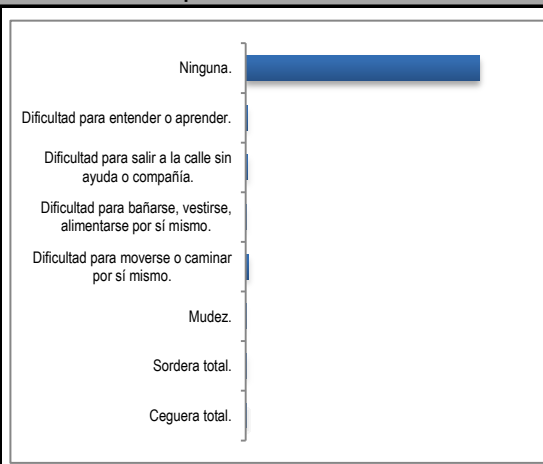 Ninguna.
Dificultad para entender o aprender.
Dificultad para salir a la calle sin
ayuda o compañía.
Dificultad para bañarse, vestirse,
alimentarse por sí mismo.
Dificultad para moverse o caminar
por sí mismo.
Mudez.
Sordera total.
Ceguera total.